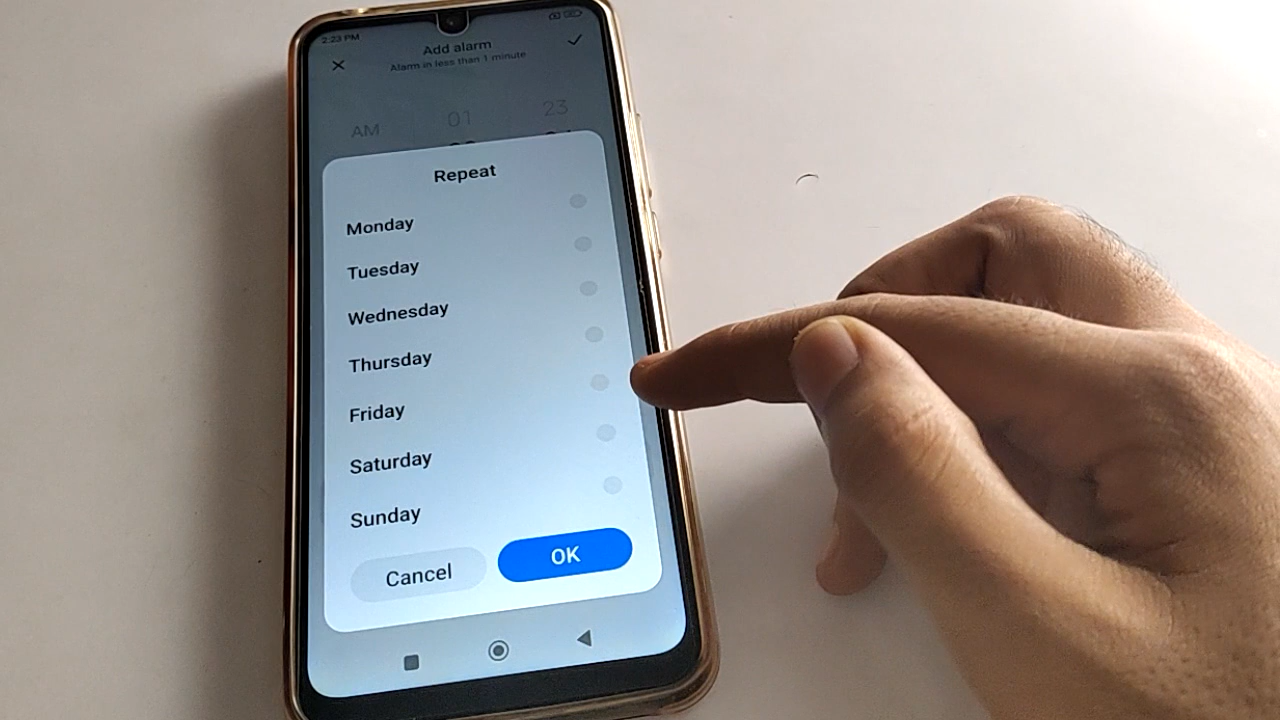 2:23 PM
Add alarm
Alarm in less than 1 minute
AM 01 23
Repeat
Monday
Tuesday
Wednesday
Thursday
Friday
Saturday
Sunday
Cancel OK